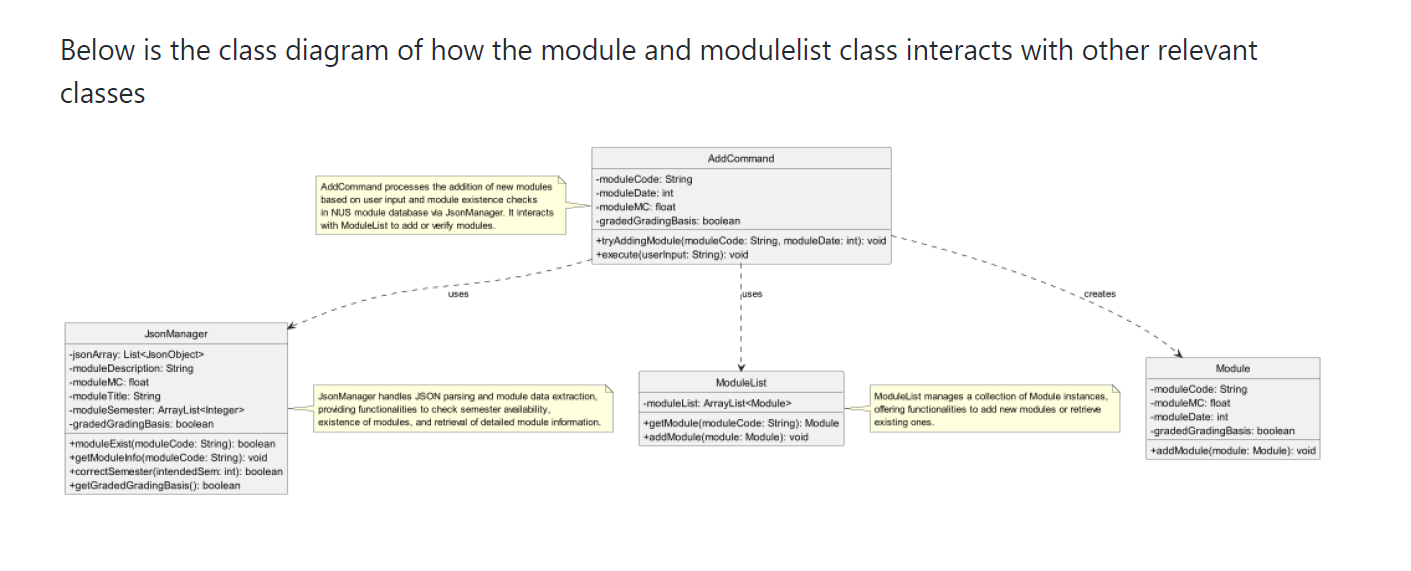 Below is the class diagram of how the module and modulelist class interacts with other relevant
classes
AddCommand
-moduleCode: String
-moduleDate: int
-moduleMC: float
-gradedGradingBasis: boolean
+tryAddingModule(moduleCode: String, moduleDate: int): void
+execute(userInput: String): void
AddCommand processes the addition of new modules
based on user input and module existence checks
in NUS module database via JsonManager. It interacts
with ModuleList to add or verify modules.
uses
uses
creates
JsonManager
-jsonArray: List<JsonObject>
-moduleDescription: String
-moduleMC: float
-moduleTitle: String
-moduleSemester: ArrayList<Integer>
-gradedGradingBasis: boolean
+moduleExist(moduleCode: String): boolean
+getModuleInfo(moduleCode: String): void
+correctSemester(intendedSem: int): boolean
+getGradedGradingBasis(): boolean
JsonManager handles JSON parsing and module data extraction,
providing functionalities to check semester availability,
existence of modules, and retrieval of detailed module information.
ModuleList
-moduleList: ArrayList<Module>
+getModule(moduleCode: String): Module
+addModule(module: Module): void
ModuleList manages a collection of Module instances,
offering functionalities to add new modules or retrieve
existing ones.
Module
-moduleCode: String
-moduleMC: float
-moduleDate: int
-gradedGradingBasis: boolean
+addModule(module: Module): void